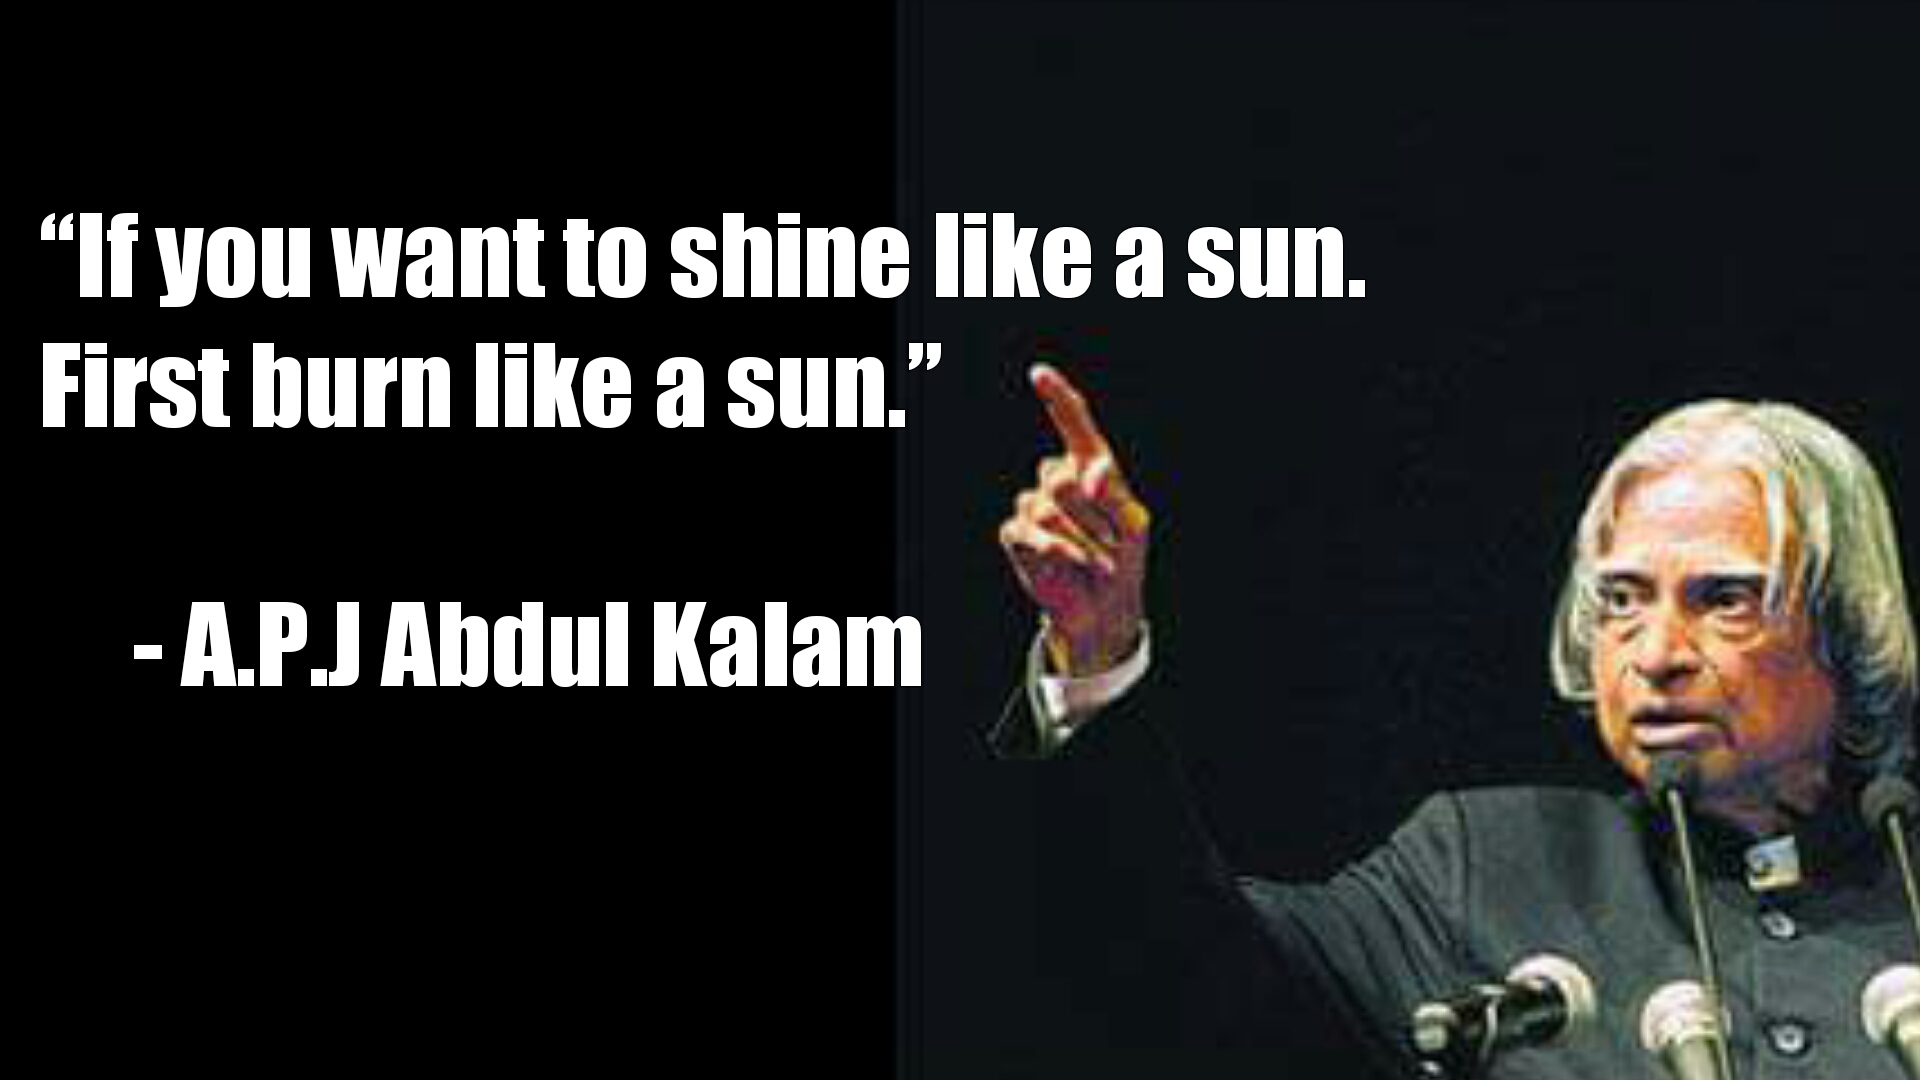 “If you want to shine like a sun.
First burn like a sun.”
- A.P.J Abdul Kalam